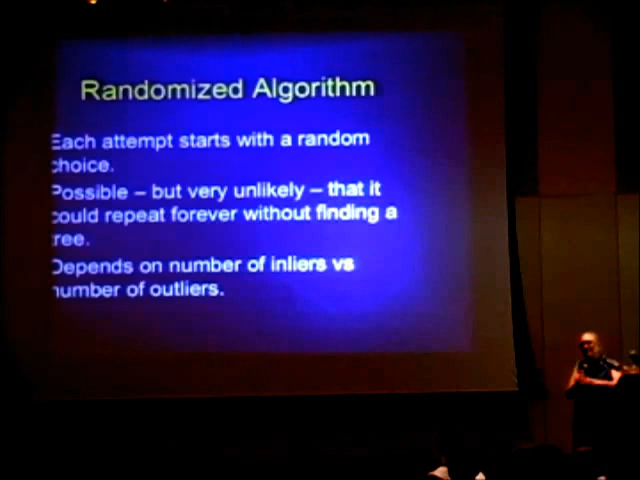 Randomized Algorithm
Each attempt starts with a random
choice.
Possible – but very unlikely – that it
could repeat forever without finding a
tree.
Depends on number of inliers vs
number of outliers.